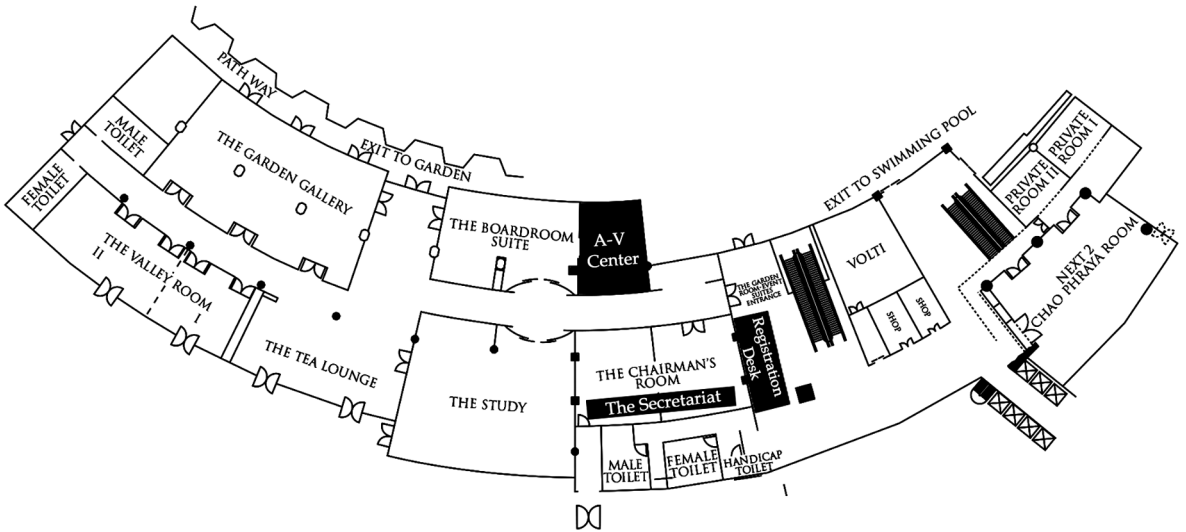 PATH WAY
MALE
TOILET
THE GARDEN GALLERY
EXIT TO GARDEN
FEMALE
TOILET
THE VALLEY ROOM
II
THE TEA LOUNGE
THE BOARDROOM
SUITE
A-V
Center
THE STUDY
THE CHAIRMAN'S
ROOM
The Secretariat
MALE
TOILET
FEMALE
TOILET
HANDICAP
TOILET
THE GARDEN
ROOM-EVENT
SUITES
ENTRANCE
Registration
Desk
EXIT TO SWIMMING POOL
VOLTI
SHOP
SHOP
PRIVATE
ROOM I
PRIVATE
ROOM II
NEXT 2
CHAO PHRAYA ROOM